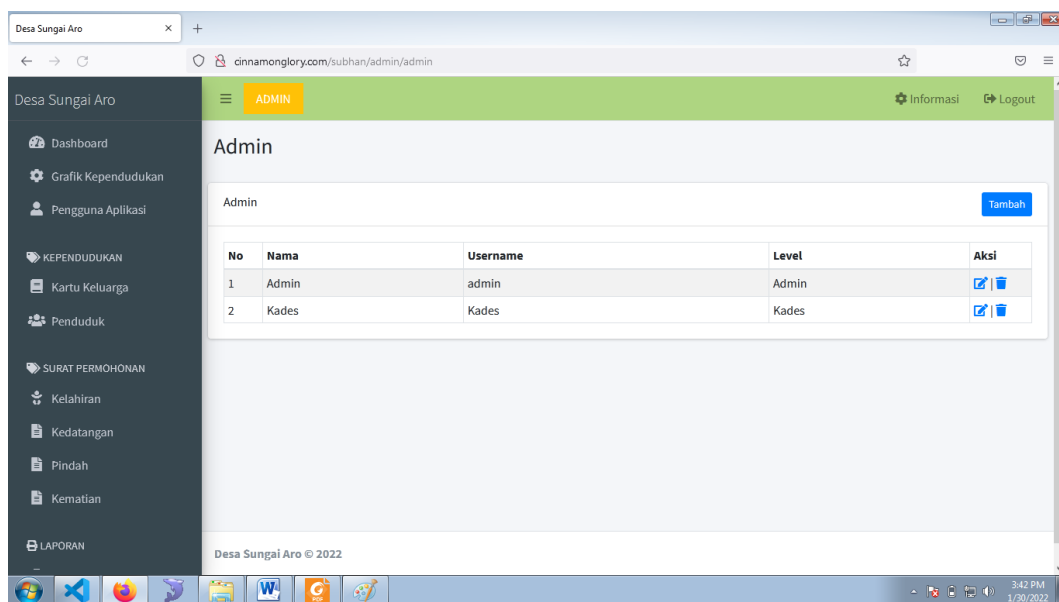 Desa Sungai Aro
cinnamonglory.com/subhan/admin/admin
Desa Sungai Aro
ADMIN
Informasi
Logout
Dashboard
Grafik Kependudukan
Pengguna Aplikasi
KEPENDUDUKAN
Kartu Keluarga
Penduduk
SURAT PERMOHONAN
Kelahiran
Kedatangan
Pindah
Kematian
LAPORAN
Admin
Admin
Tambah
No Nama Username Level Aksi
1 Admin admin Admin |
2 Kades Kades Kades |
Desa Sungai Aro © 2022
3:42 PM
1/30/2022